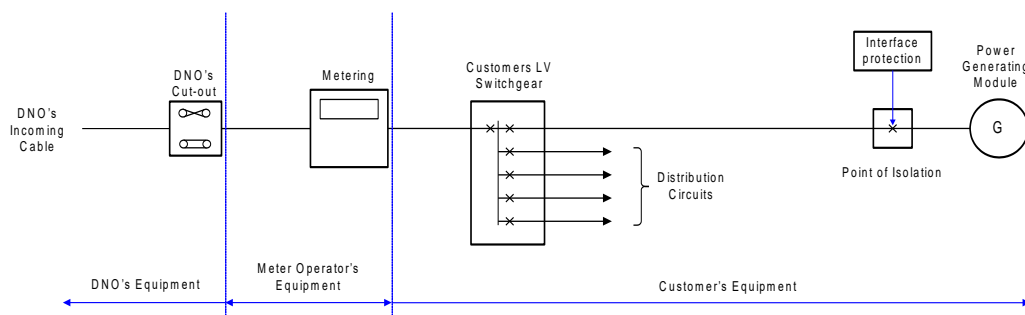 DNO's
Incoming
Cable
DNO's
Cut-out
Metering
Customers LV
Switchgear
Distribution
Circuits
Interface
protection
Point of Isolation
Power
Generating
Module
G
DNO's Equipment
Meter Operator's
Equipment
Customer's Equipment